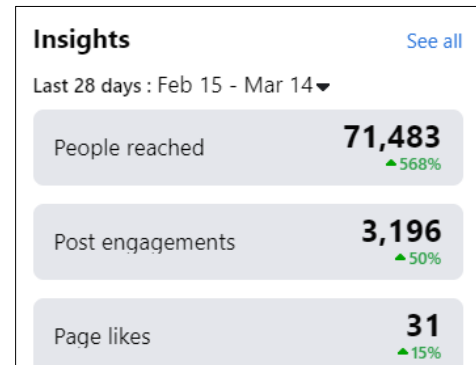 Insights See all
Last 28 days : Feb 15 - Mar 14
People reached 71,483
568%
Post engagements 3,196
50%
Page likes 31
15%